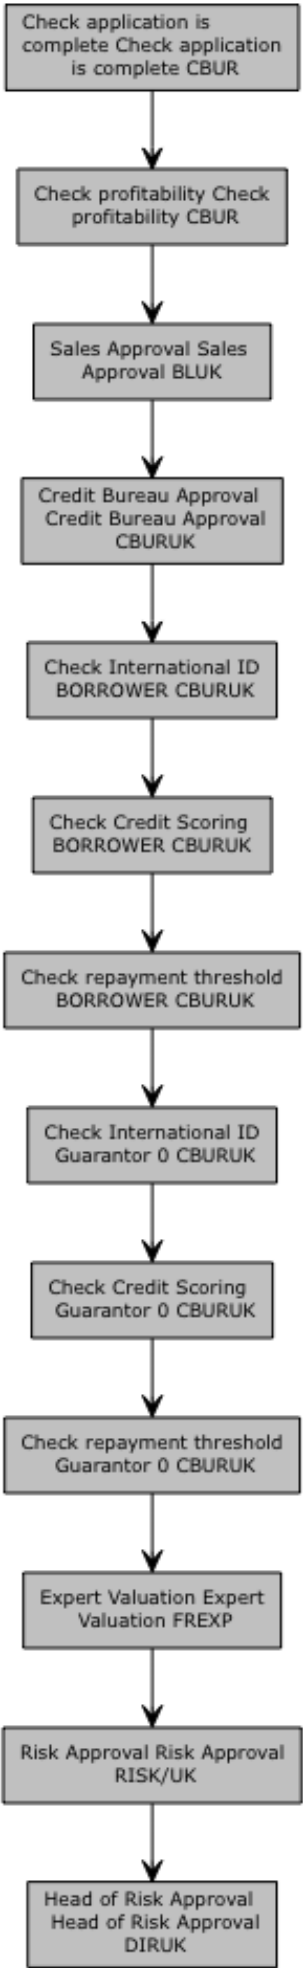 Check application is
complete Check application
is complete CBUR
Check profitability Check
profitability CBUR
Sales Approval Sales
Approval BLUK
Credit Bureau Approval
Credit Bureau Approval
CBURUK
Check International ID
BORROWER CBURUK
Check Credit Scoring
BORROWER CBURUK
Check repayment threshold
BORROWER CBURUK
Check International ID
Guarantor 0 CBURUK
Check Credit Scoring
Guarantor 0 CBURUK
Check repayment threshold
Guarantor 0 CBURUK
Expert Valuation Expert
Valuation FREXP
Risk Approval Risk Approval
RISK/UK
Head of Risk Approval
Head of Risk Approval
DIRUK